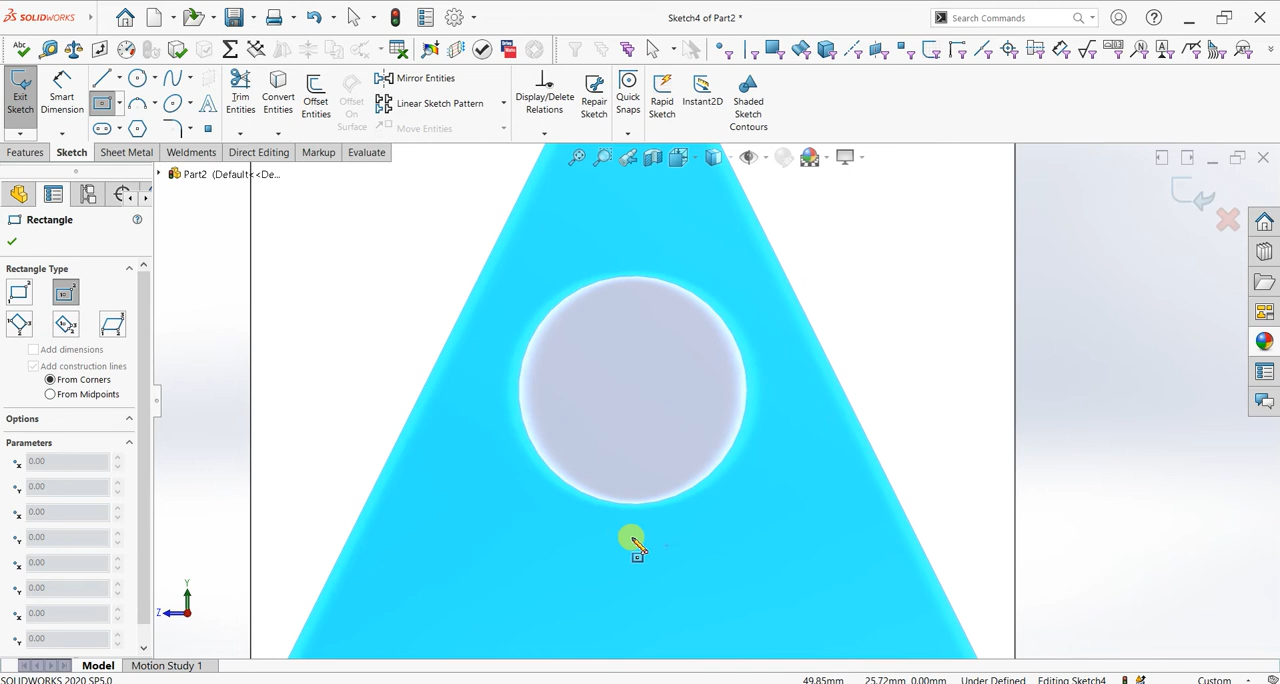 SOLIDWORKS
Sketch4 of Part2 *
Search Commands
Exit Sketch
Smart Dimension
Trim Entities
Convert Entities
Offset Entities
Offset On Surface
Mirror Entities
Linear Sketch Pattern
Move Entities
Display/Delete Relations
Repair Sketch
Quick Snaps
Rapid Sketch
Instant2D
Shaded Sketch Contours
Features
Sketch
Sheet Metal
Weldments
Direct Editing
Markup
Evaluate
Part2 (Default<<De...
Rectangle
Rectangle Type
Add dimensions
Add construction lines
From Corners
From Midpoints
Options
Parameters
0.00
0.00
0.00
0.00
0.00
0.00
0.00
0.00
Y
Z
Model
Motion Study 1
SOLIDWORKS 2020 SP5.0
49.85mm
25.72mm 0.00mm
Under Defined
Editing Sketch4
Custom